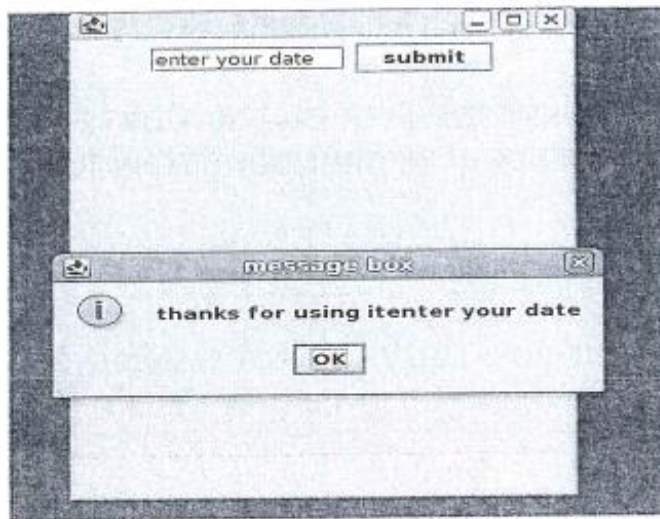 enter your date submit
message box
thanks for using itenter your date
OK